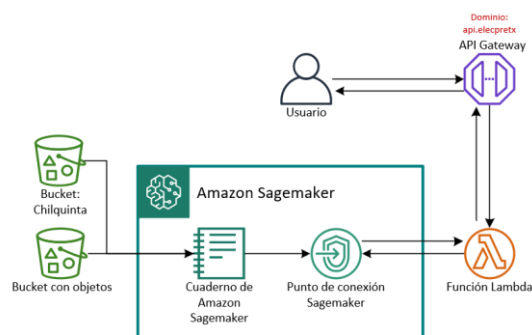 Dominio:
api.elecpretx
API Gateway
Usuario
Bucket:
Chilquinta
Amazon Sagemaker
Bucket con objetos
Cuaderno de
Amazon
Sagemaker
Punto de conexión
Sagemaker
Función Lambda